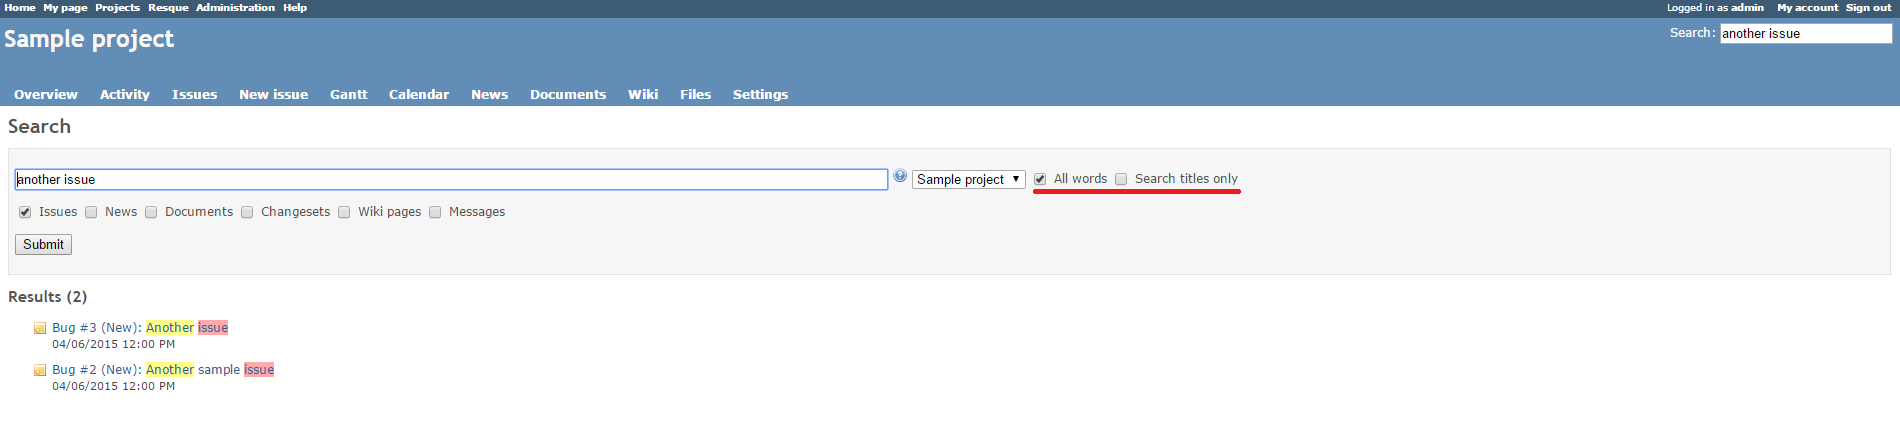 Home My page Projects Resque Administration Help Logged in as admin My account Sign out
Sample project Search: another issue
Overview Activity Issues New issue Gantt Calendar News Documents Wiki Files Settings
Search
another issue ? Sample project ▼ All words Search titles only
Issues News Documents Changesets Wiki pages Messages
Submit
Results (2)
Bug #3 (New): Another issue
04/06/2015 12:00 PM
Bug #2 (New): Another sample issue
04/06/2015 12:00 PM